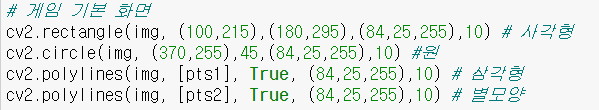 # 게임 기본 화면
cv2.rectangle(img, (100,215),(180,295),(84,25,255),10) # 사각형
cv2.circle(img, (370,255),45,(84,25,255),10) #원
cv2.polylines(img, [pts1], True, (84,25,255),10) # 삼각형
cv2.polylines(img, [pts2], True, (84,25,255),10) # 별모양